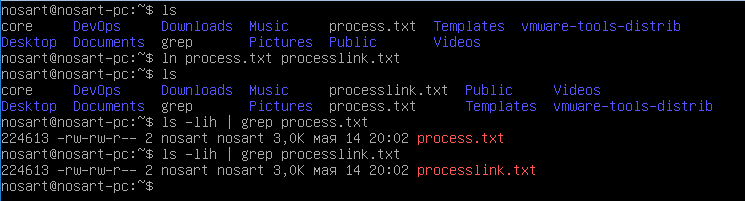 nosart@nosart-pc:~$ ls
core     DevOps     Downloads  Music     process.txt  Templates  vmware-tools-distrib
Desktop  Documents  grep       Pictures  Public       Videos
nosart@nosart-pc:~$ ln process.txt processlink.txt
nosart@nosart-pc:~$ ls
core     DevOps     Downloads  Music     processlink.txt  Public     Videos
Desktop  Documents  grep       Pictures  process.txt      Templates  vmware-tools-distrib
nosart@nosart-pc:~$ ls -lih | grep process.txt
224613 -rw-rw-r-- 2 nosart nosart 3,0K мая 14 20:02 process.txt
nosart@nosart-pc:~$ ls -lih | grep processlink.txt
224613 -rw-rw-r-- 2 nosart nosart 3,0K мая 14 20:02 processlink.txt
nosart@nosart-pc:~$